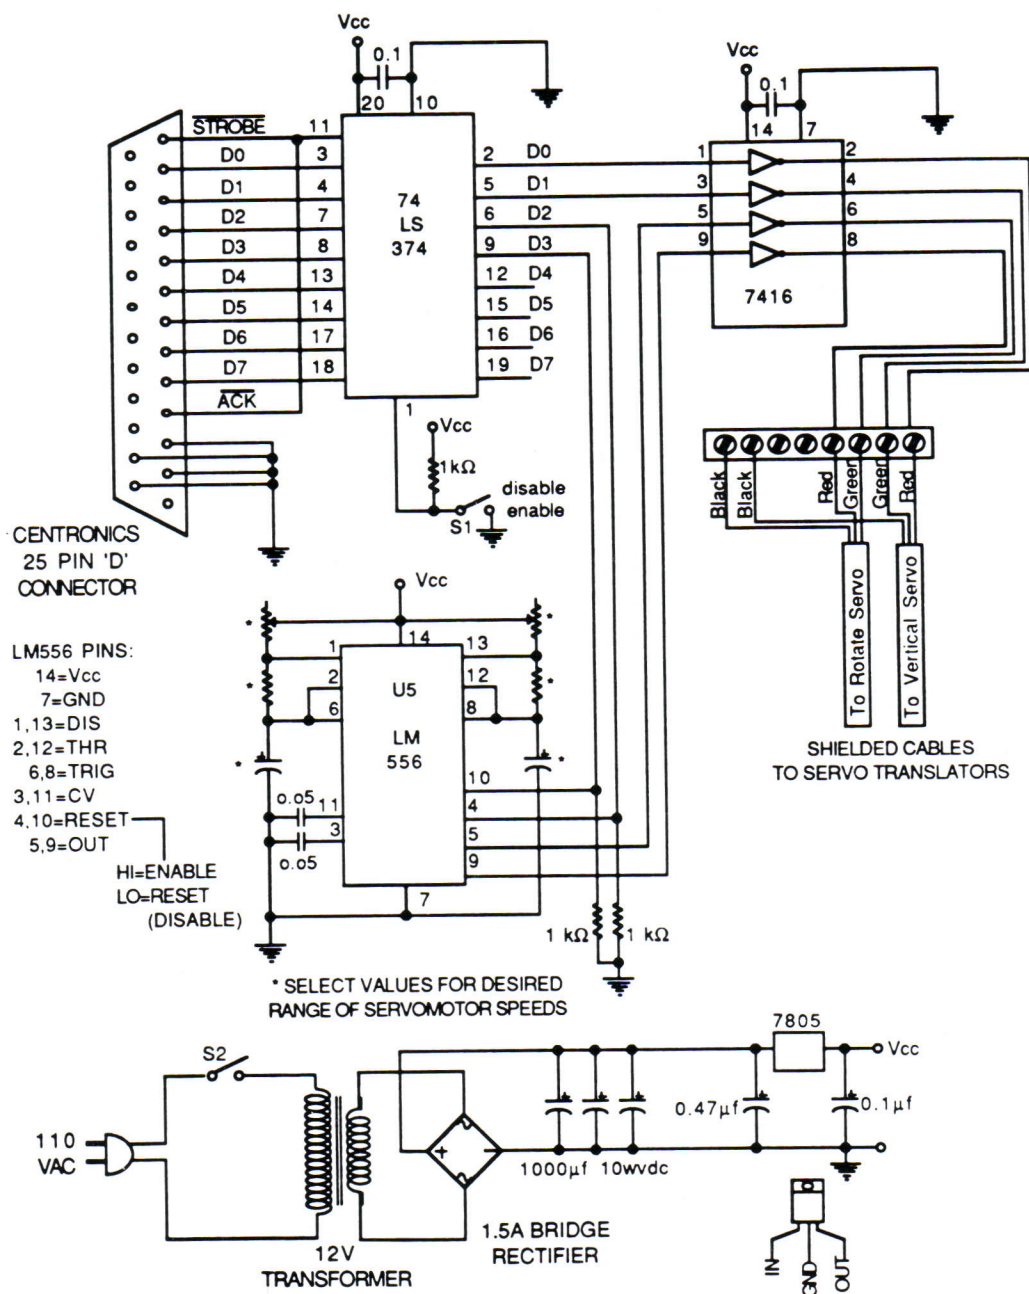 Vcc
0.1
20
10
Vcc
0.1
14
7
STROBE
11
D0
3
D1
4
D2
7
D3
8
D4
13
D5
14
D6
17
D7
18
ACK
74
LS
374
2
D0
5
D1
6
D2
9
D3
12
D4
15
D5
16
D6
19
D7
1
1
3
5
9
2
4
6
8
7416
Vcc
1kΩ
disable
enable
S1
CENTRONICS
25 PIN 'D'
CONNECTOR
Black
Black
Red
Green
Green
Red
To Rotate Servo
To Vertical Servo
SHIELDED CABLES
TO SERVO TRANSLATORS
LM556 PINS:
14=Vcc
7=GND
1,13=DIS
2,12=THR
6,8=TRIG
3,11=CV
4,10=RESET
5,9=OUT
HI=ENABLE
LO=RESET
(DISABLE)
Vcc
*
*
14
1
13
2
12
*
*
6
8
U5
LM
556
*
*
0.05
11
3
0.05
10
4
5
9
7
1 kΩ
1 kΩ
* SELECT VALUES FOR DESIRED
RANGE OF SERVOMOTOR SPEEDS
S2
110
VAC
12V
TRANSFORMER
1.5A BRIDGE
RECTIFIER
+
1000µf
10wvdc
0.47µf
7805
Vcc
0.1µf
IN
GND
OUT